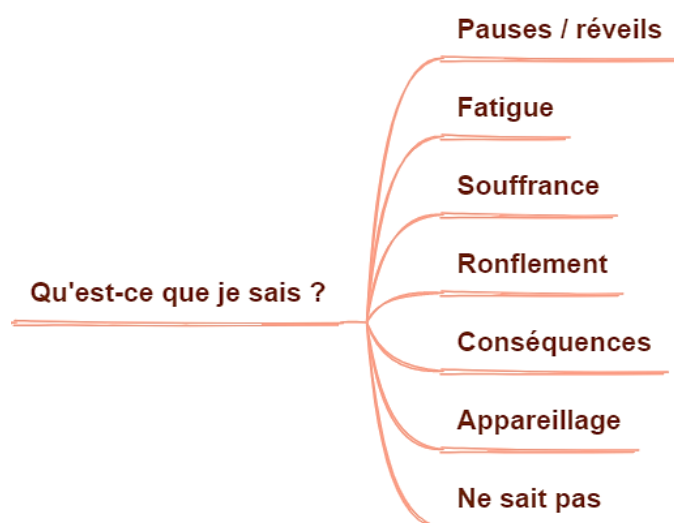 Pauses / réveils
Fatigue
Souffrance
Ronflement
Qu'est-ce que je sais ?
Conséquences
Appareillage
Ne sait pas